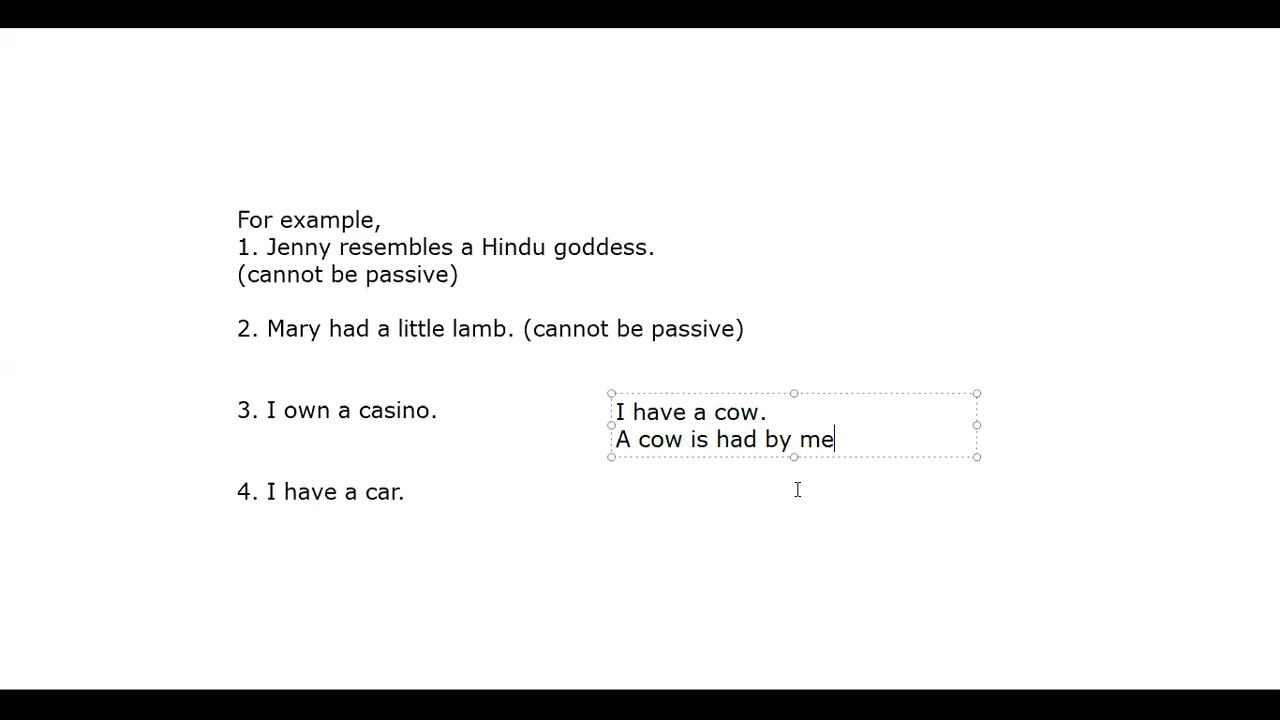 For example,
1. Jenny resembles a Hindu goddess.
(cannot be passive)
2. Mary had a little lamb. (cannot be passive)
3. I own a casino.
I have a cow.
A cow is had by me
4. I have a car.